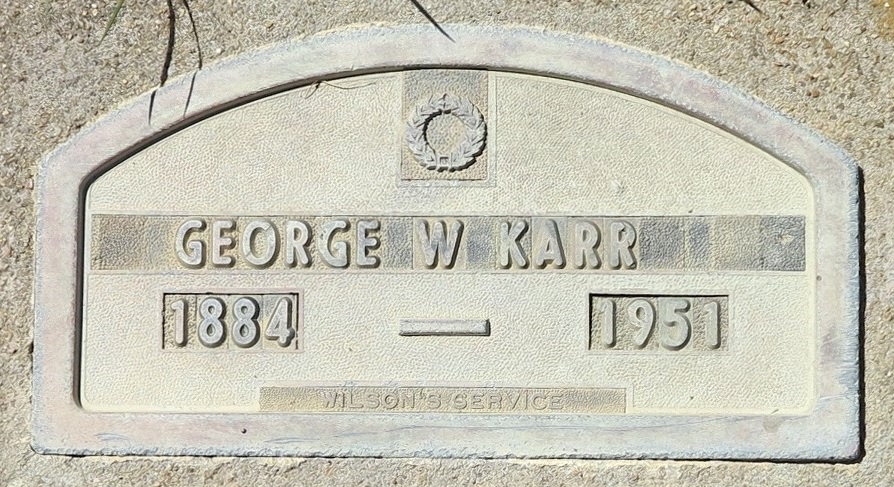 GEORGE W KARR
1884 — 1951
WILSON'S SERVICE